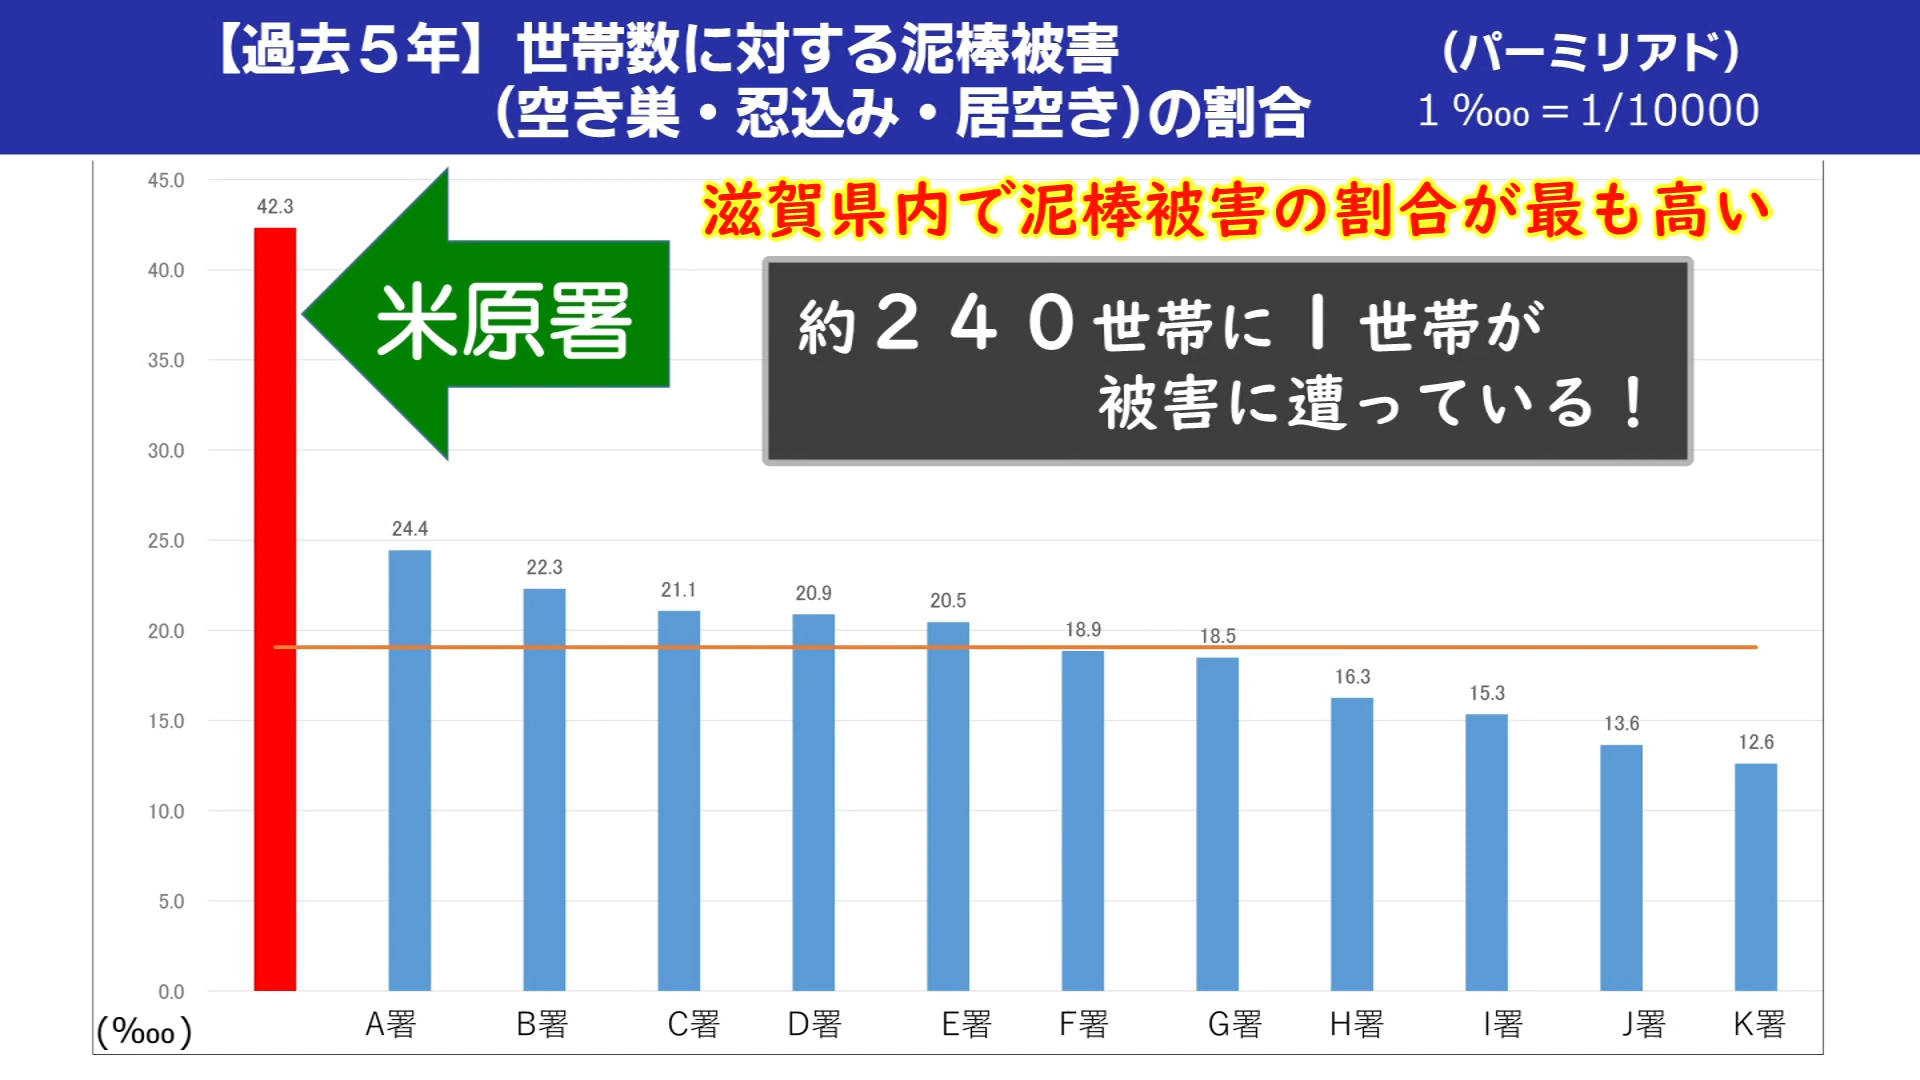 【過去５年】世帯数に対する泥棒被害
（空き巣・忍込み・居空き）の割合
（パーミリアド）
1‱＝1/10000
滋賀県内で泥棒被害の割合が最も高い
米原署
約２４０世帯に１世帯が
被害に遭っている！
45.0
40.0
35.0
30.0
25.0
20.0
15.0
10.0
5.0
0.0
42.3
24.4
22.3
21.1
20.9
20.5
18.9
18.5
16.3
15.3
13.6
12.6
(‱)
A署
B署
C署
D署
E署
F署
G署
H署
I署
J署
K署